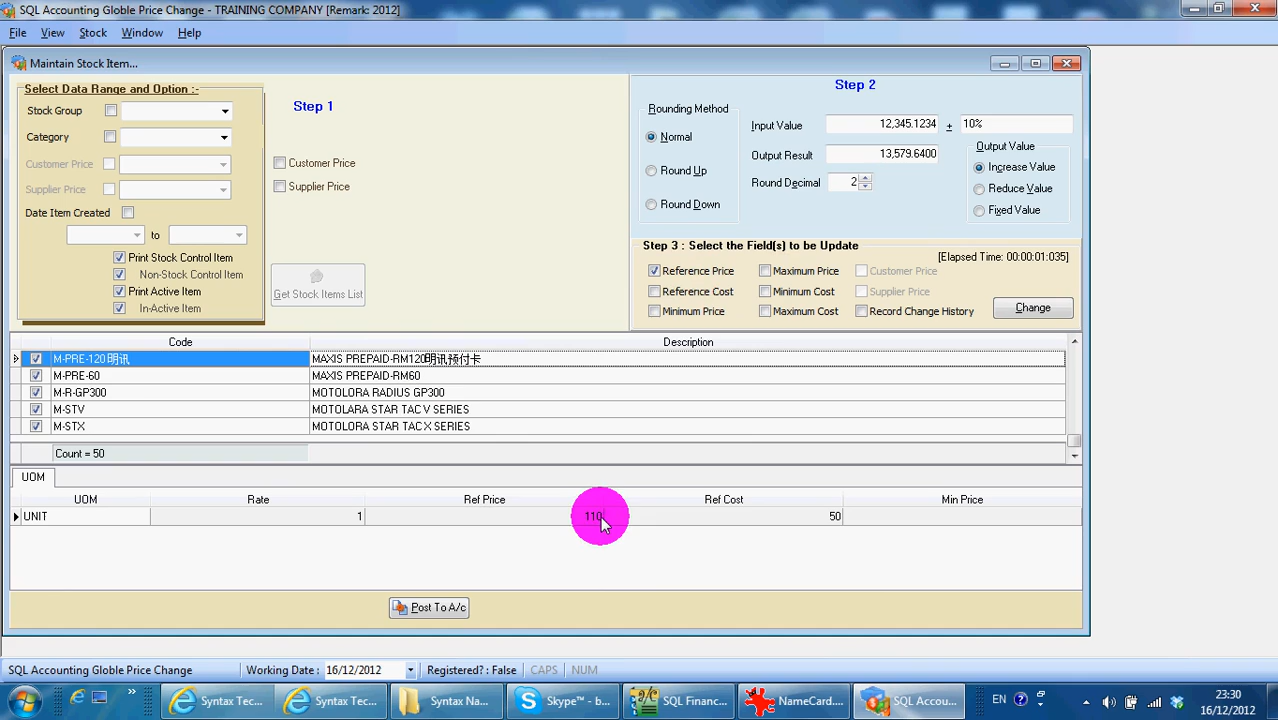 SQL Accounting Globle Price Change - TRAINING COMPANY [Remark: 2012]
File View Stock Window Help
Maintain Stock Item...
Select Data Range and Option :-
Stock Group
Category
Customer Price
Supplier Price
Date Item Created
to
Print Stock Control Item
Non-Stock Control Item
Print Active Item
In-Active Item
Step 1
Customer Price
Supplier Price
Get Stock Items List
Step 2
Rounding Method
Normal
Round Up
Round Down
Input Value 12,345.1234 ± 10%
Output Result 13,579.6400
Round Decimal 2
Output Value
Increase Value
Reduce Value
Fixed Value
Step 3 : Select the Field(s) to be Update
[Elapsed Time: 00:00:01:035]
Reference Price Maximum Price Customer Price
Reference Cost Minimum Cost Supplier Price
Minimum Price Maximum Cost Record Change History
Change
Code Description
M-PRE-120明讯 MAXIS PREPAID-RM120明讯预付卡
M-PRE-60 MAXIS PREPAID-RM60
M-R-GP300 MOTOLORA RADIUS GP300
M-STV MOTOLARA STAR TAC V SERIES
M-STX MOTOLORA STAR TAC X SERIES
Count = 50
UOM
UOM Rate Ref Price Ref Cost Min Price
UNIT 1 110 50
Post To A/c
SQL Accounting Globle Price Change Working Date : 16/12/2012 Registered? : False CAPS NUM
Syntax Tec... Syntax Tec... Syntax Na... Skype™ - b... SQL Financ... NameCard.... SQL Accou... EN
23:30
16/12/2012